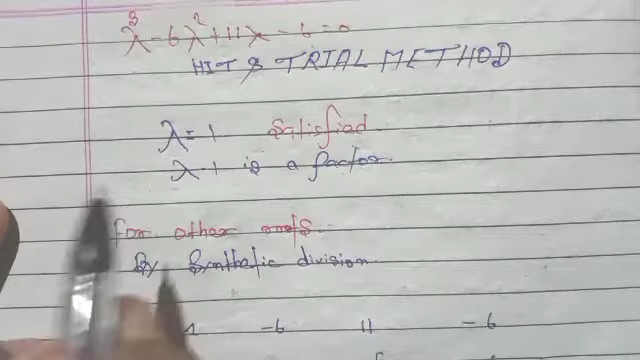 λ³-6λ²+11λ-6=0
HIT & TRIAL METHOD
λ=1 Satisfied
λ-1 is a factor.
for other roots
By Synthetic division.
1 -6 11 -6